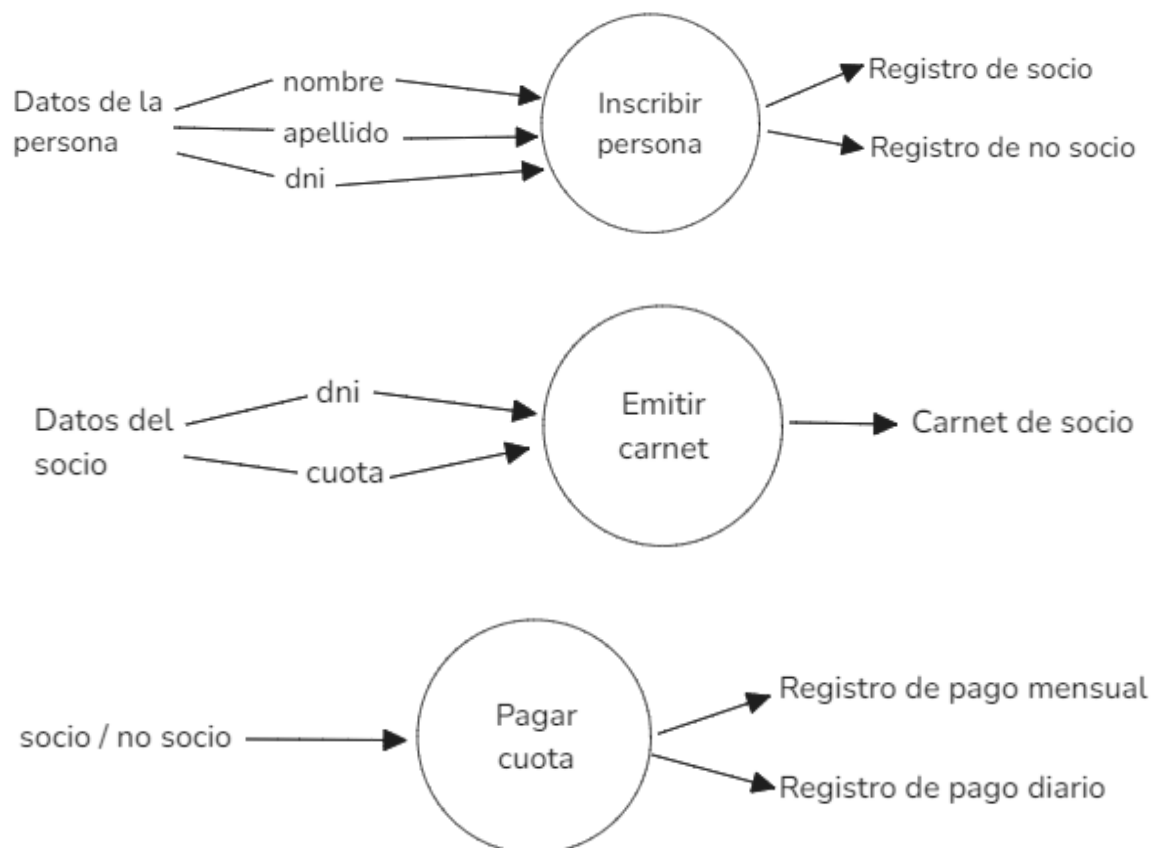 Datos de la
persona
nombre
apellido
dni
Inscribir
persona
Registro de socio
Registro de no socio
Datos del
socio
dni
cuota
Emitir
carnet
Carnet de socio
socio / no socio
Pagar
cuota
Registro de pago mensual
Registro de pago diario